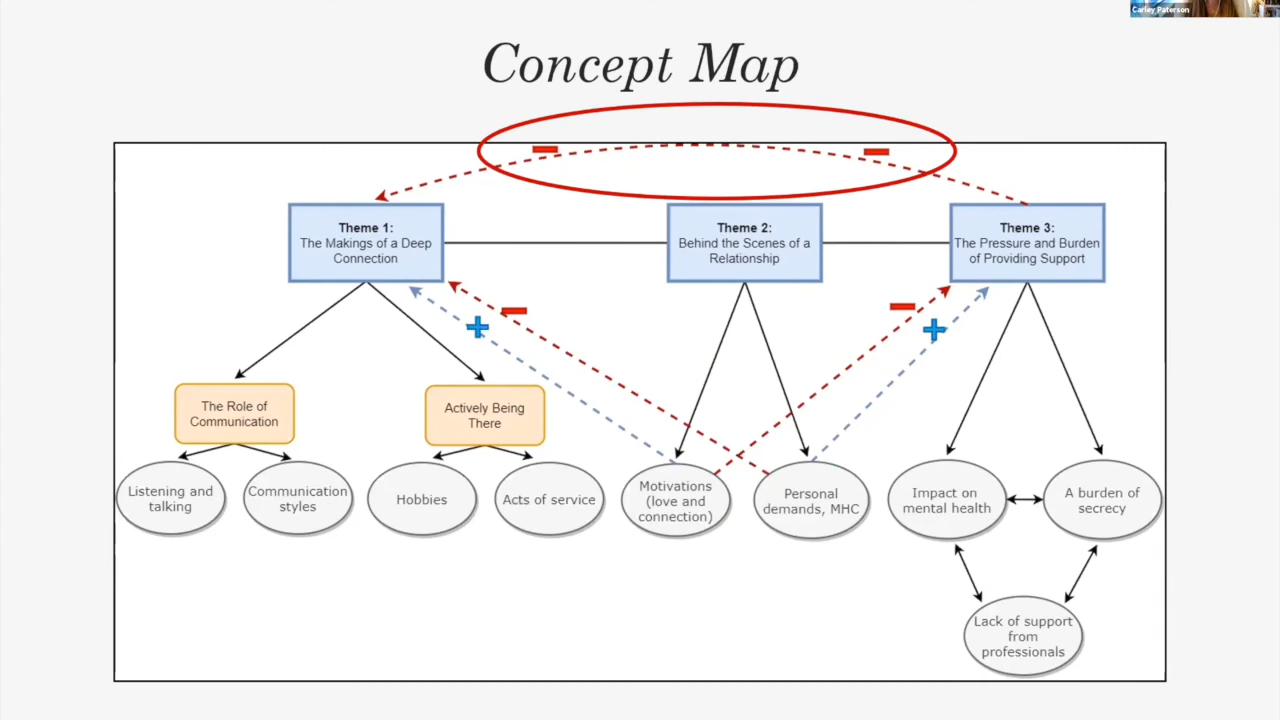 Carley Paterson
Concept Map
Theme 1:
The Makings of a Deep
Connection
Theme 2:
Behind the Scenes of a
Relationship
Theme 3:
The Pressure and Burden
of Providing Support
The Role of
Communication
Actively Being
There
Listening and
talking
Communication
styles
Hobbies
Acts of service
Motivations
(love and
connection)
Personal
demands, MHC
Impact on
mental health
A burden of
secrecy
Lack of support
from
professionals